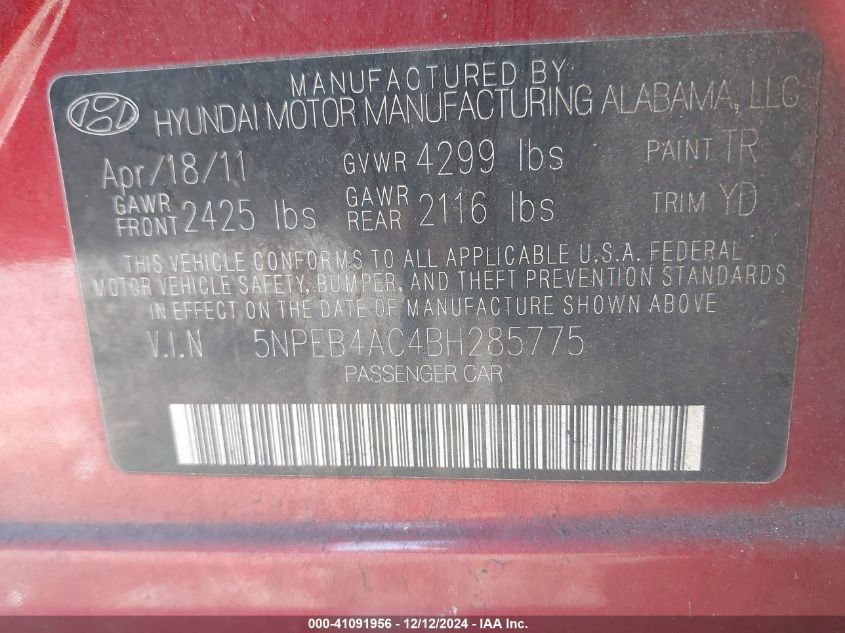 MANUFACTURED BY
HYUNDAI MOTOR MANUFACTURING ALABAMA, LLC
Apr/18/11 GVWR 4299 lbs PAINT TR
GAWR FRONT 2425 lbs GAWR REAR 2116 lbs TRIM YD
THIS VEHICLE CONFORMS TO ALL APPLICABLE U.S.A. FEDERAL
MOTOR VEHICLE SAFETY, BUMPER, AND THEFT PREVENTION STANDARDS
IN EFFECT ON THE DATE OF MANUFACTURE SHOWN ABOVE
V.I.N 5NPEB4AC4BH285775
PASSENGER CAR
000-41091956 - 12/12/2024 - IAA Inc.